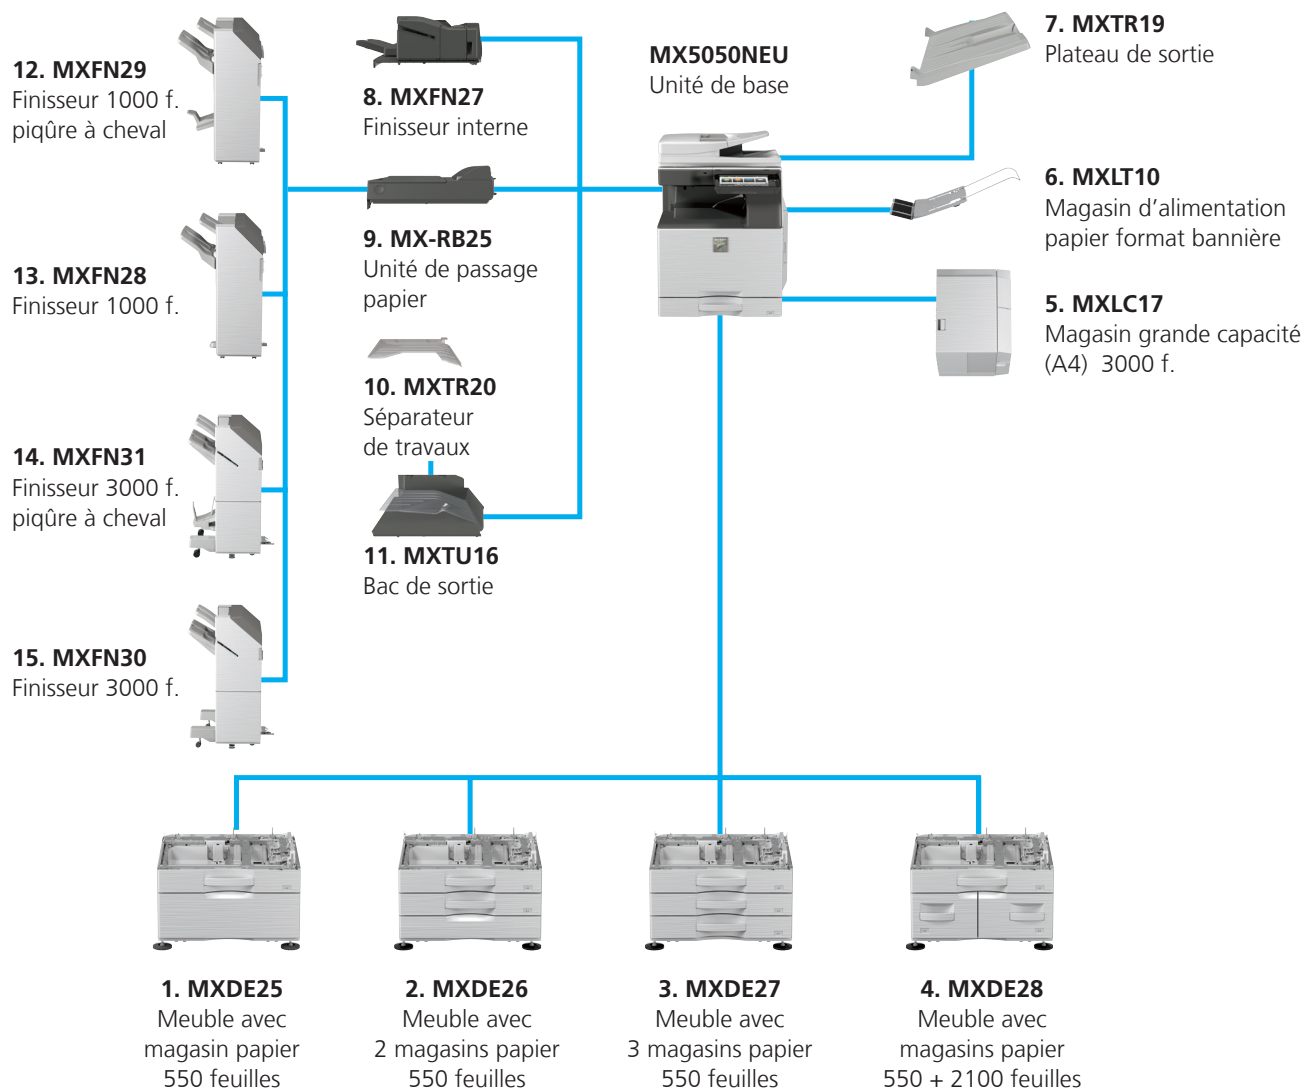 12. MXFN29
Finisseur 1000 f.
piqûre à cheval
13. MXFN28
Finisseur 1000 f.
14. MXFN31
Finisseur 3000 f.
piqûre à cheval
15. MXFN30
Finisseur 3000 f.
8. MXFN27
Finisseur interne
9. MX-RB25
Unité de passage
papier
10. MXTR20
Séparateur
de travaux
11. MXTU16
Bac de sortie
MX5050NEU
Unité de base
7. MXTR19
Plateau de sortie
6. MXLT10
Magasin d’alimentation
papier format bannière
5. MXLC17
Magasin grande capacité
(A4) 3000 f.
1. MXDE25
Meuble avec
magasin papier
550 feuilles
2. MXDE26
Meuble avec
2 magasins papier
550 feuilles
3. MXDE27
Meuble avec
3 magasins papier
550 feuilles
4. MXDE28
Meuble avec
magasins papier
550 + 2100 feuilles